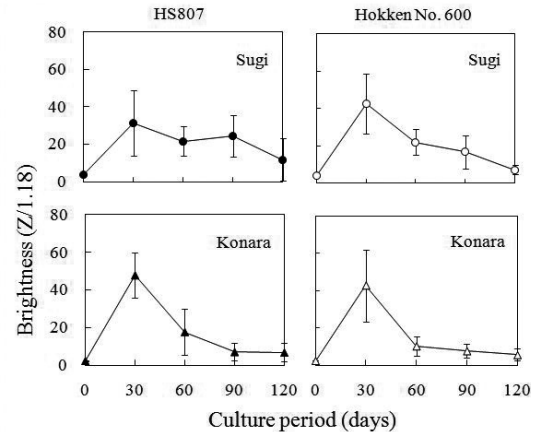 HS807 Hokken No. 600
80
60
40
20
0
Sugi Sugi
80
60
40
20
0
Konara Konara
0 30 60 90 120 0 30 60 90 120
Brightness (Z/1.18)
Culture period (days)